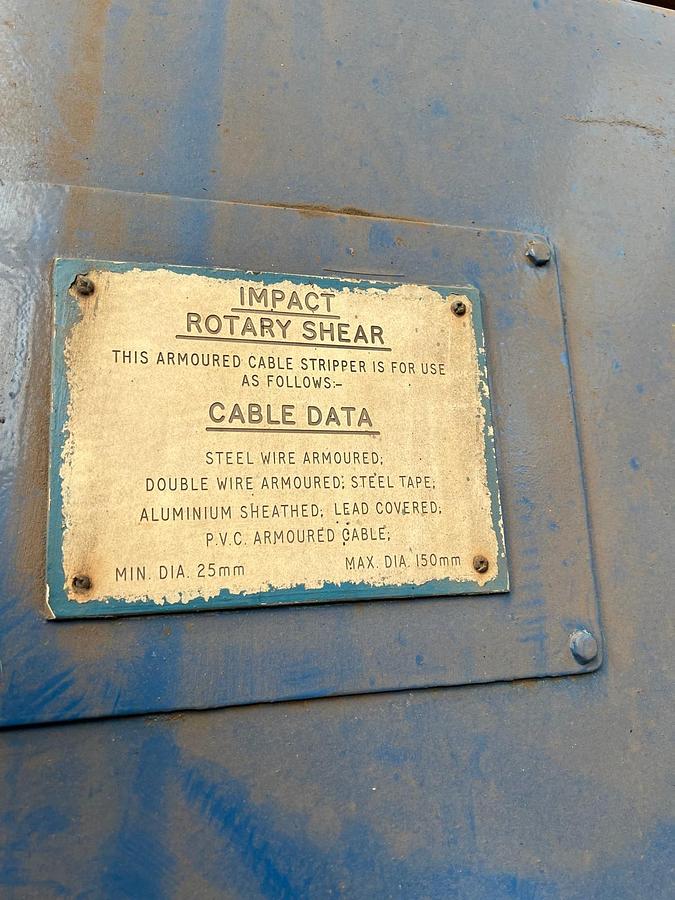 IMPACT
ROTARY SHEAR
THIS ARMOURED CABLE STRIPPER IS FOR USE
AS FOLLOWS:-
CABLE DATA
STEEL WIRE ARMOURED;
DOUBLE WIRE ARMOURED; STEEL TAPE;
ALUMINIUM SHEATHED; LEAD COVERED;
P.V.C. ARMOURED CABLE;
MIN. DIA. 25mm MAX. DIA. 150mm